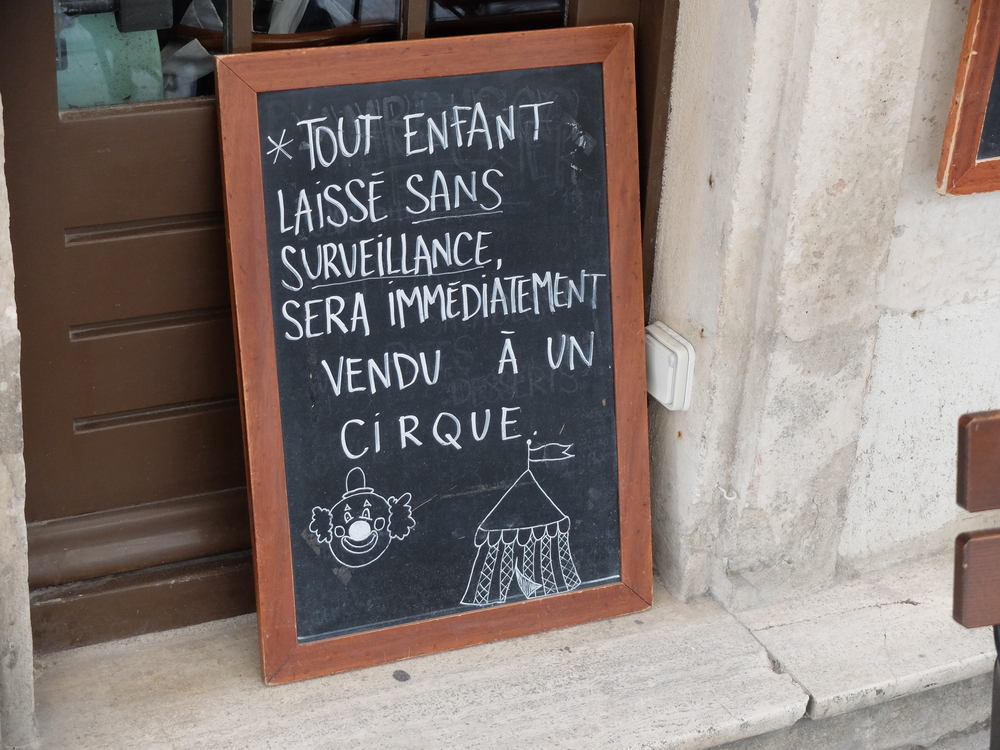 *TOUT ENFANT
LAISSÉ SANS
SURVEILLANCE,
SERA IMMÉDIATEMENT
VENDU À UN
CIRQUE.